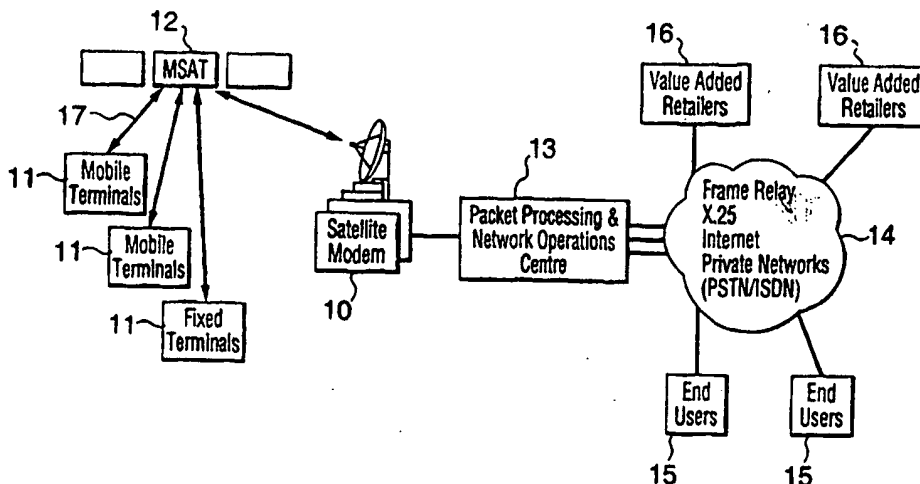 12
MSAT
17
11
Mobile
Terminals
11
Mobile
Terminals
11
Fixed
Terminals
Satellite
Modem
10
13
Packet Processing &
Network Operations
Centre
16
Value Added
Retailers
16
Value Added
Retailers
Frame Relay
X.25
Internet
Private Networks
(PSTN/ISDN)
14
End
Users
15
End
Users
15